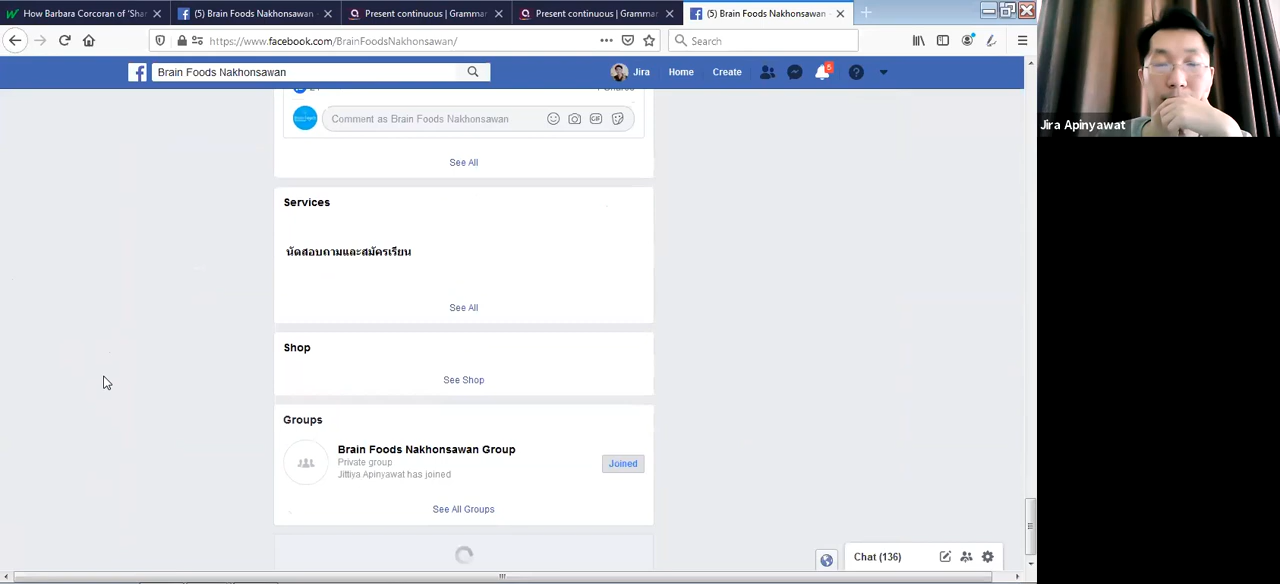 How Barbara Corcoran of 'Shar
(5) Brain Foods Nakhonsawan
Present continuous | Grammar
Present continuous | Grammar
(5) Brain Foods Nakhonsawan
https://www.facebook.com/BrainFoodsNakhonsawan/
Search
Brain Foods Nakhonsawan
Jira
Home
Create
5
Jira Apinyawat
Comment as Brain Foods Nakhonsawan
GIF
See All
Services
นัดสอบถามและสมัครเรียน
See All
Shop
See Shop
Groups
Brain Foods Nakhonsawan Group
Private group
Jittiya Apinyawat has joined
Joined
See All Groups
Chat (136)